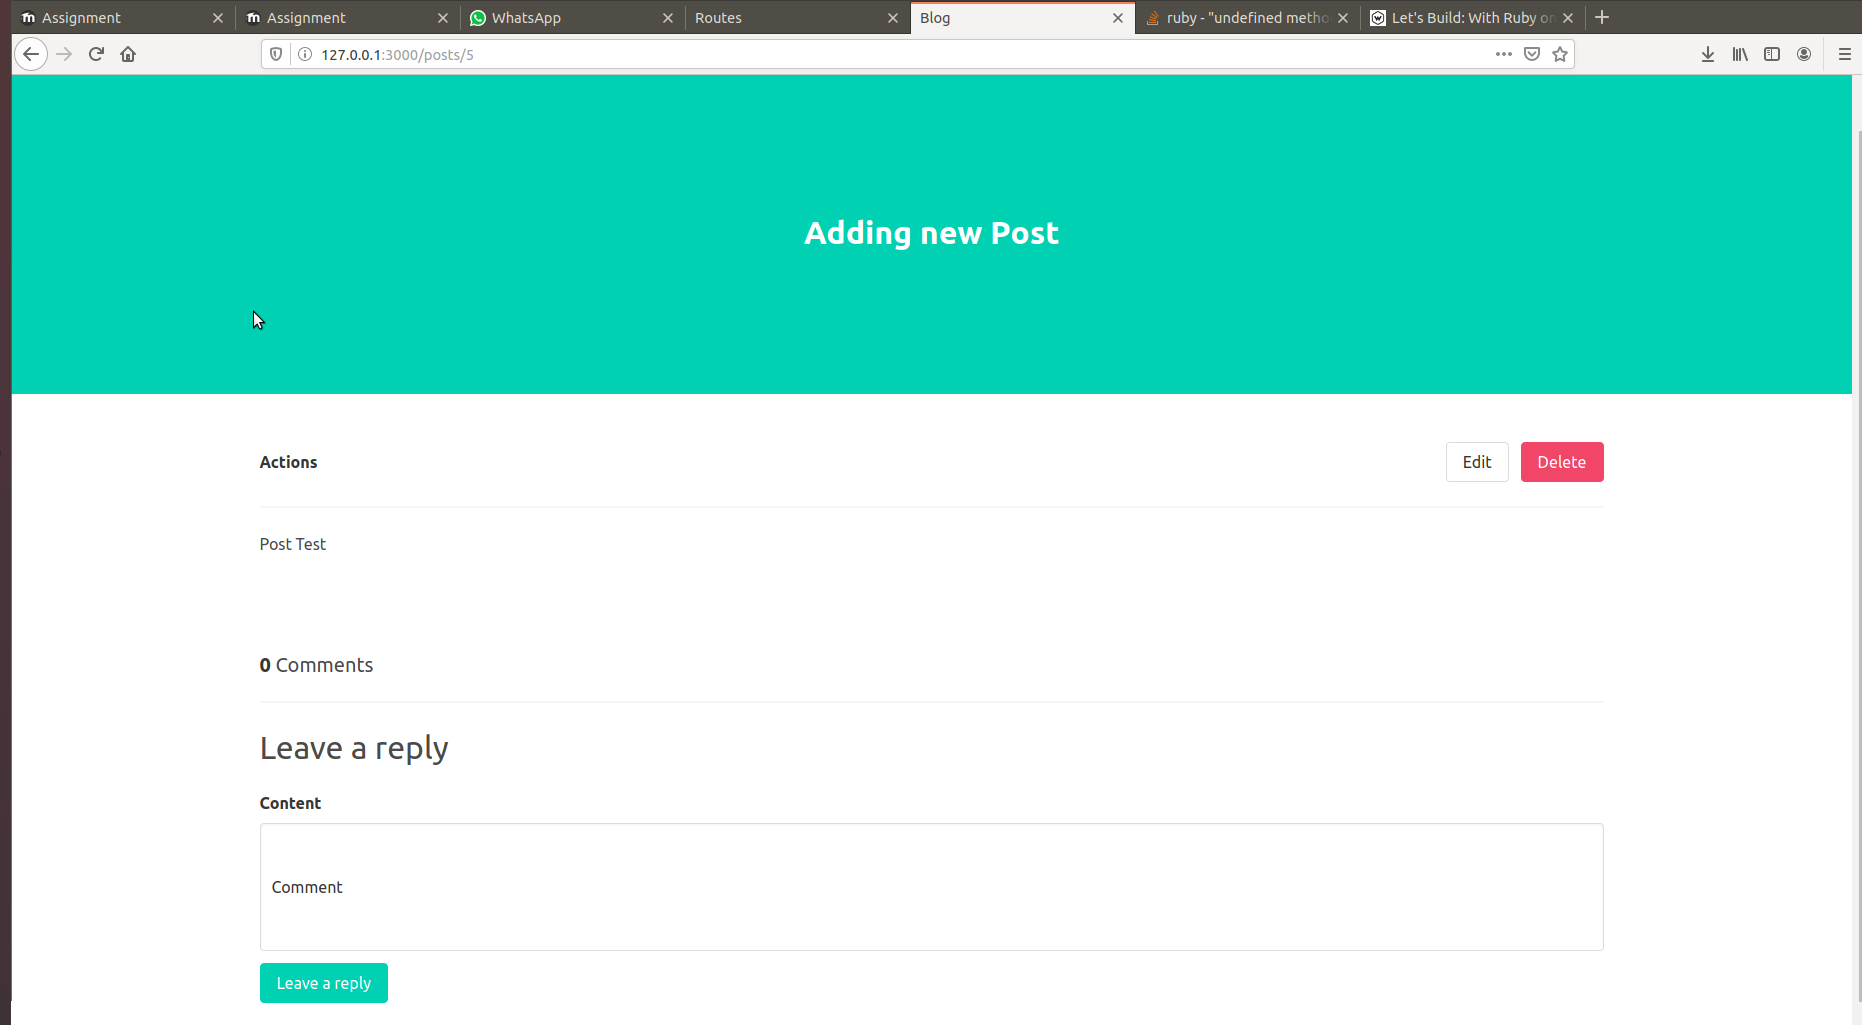 Assignment
Assignment
WhatsApp
Routes
Blog
ruby - "undefined metho
Let's Build: With Ruby on
127.0.0.1:3000/posts/5
Adding new Post
Actions
Edit
Delete
Post Test
0 Comments
Leave a reply
Content
Comment
Leave a reply